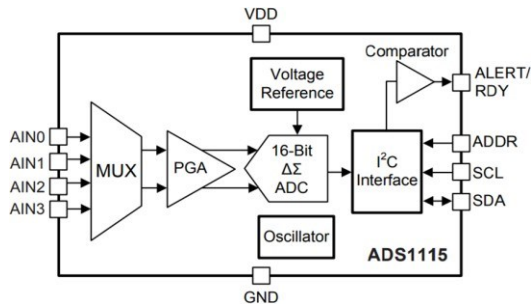 VDD
Comparator
ALERT/
RDY
Voltage
Reference
AIN0
AIN1
AIN2
AIN3
MUX
PGA
16-Bit
ΔΣ
ADC
I²C
Interface
ADDR
SCL
SDA
Oscillator
ADS1115
GND